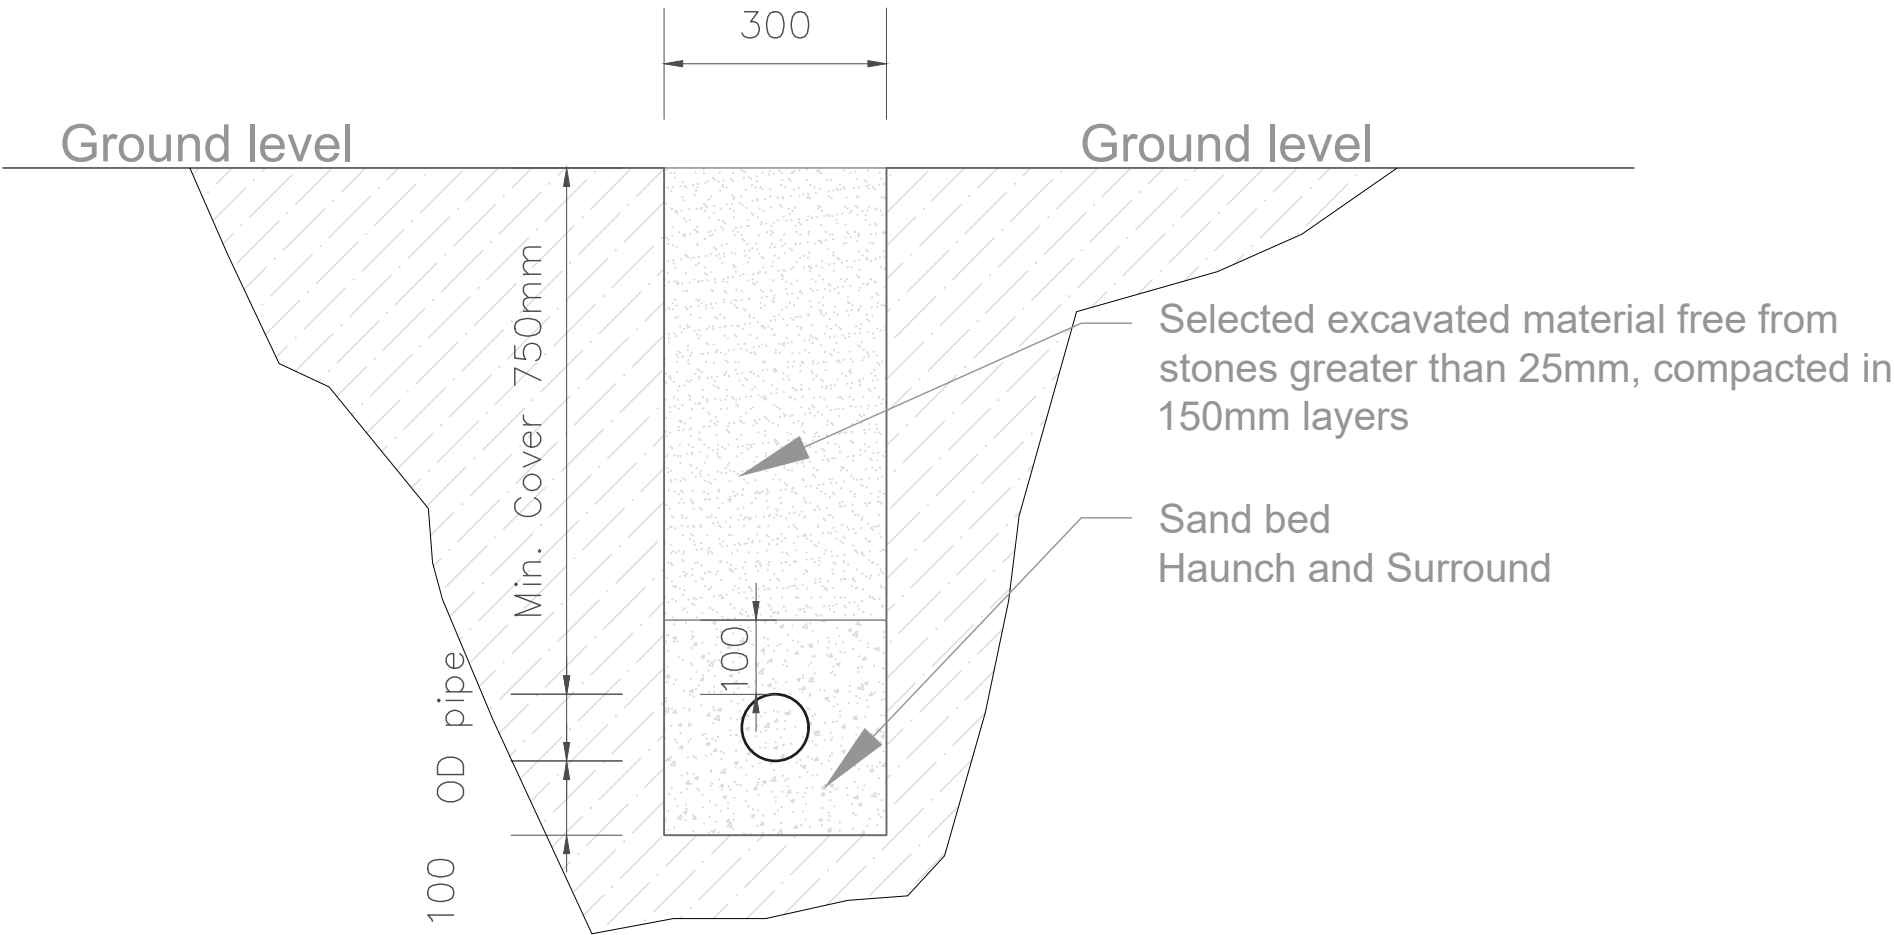 300
Ground level
Ground level
Min. Cover 750mm
Selected excavated material free from
stones greater than 25mm, compacted in
150mm layers
Sand bed
Haunch and Surround
100
OD pipe
100